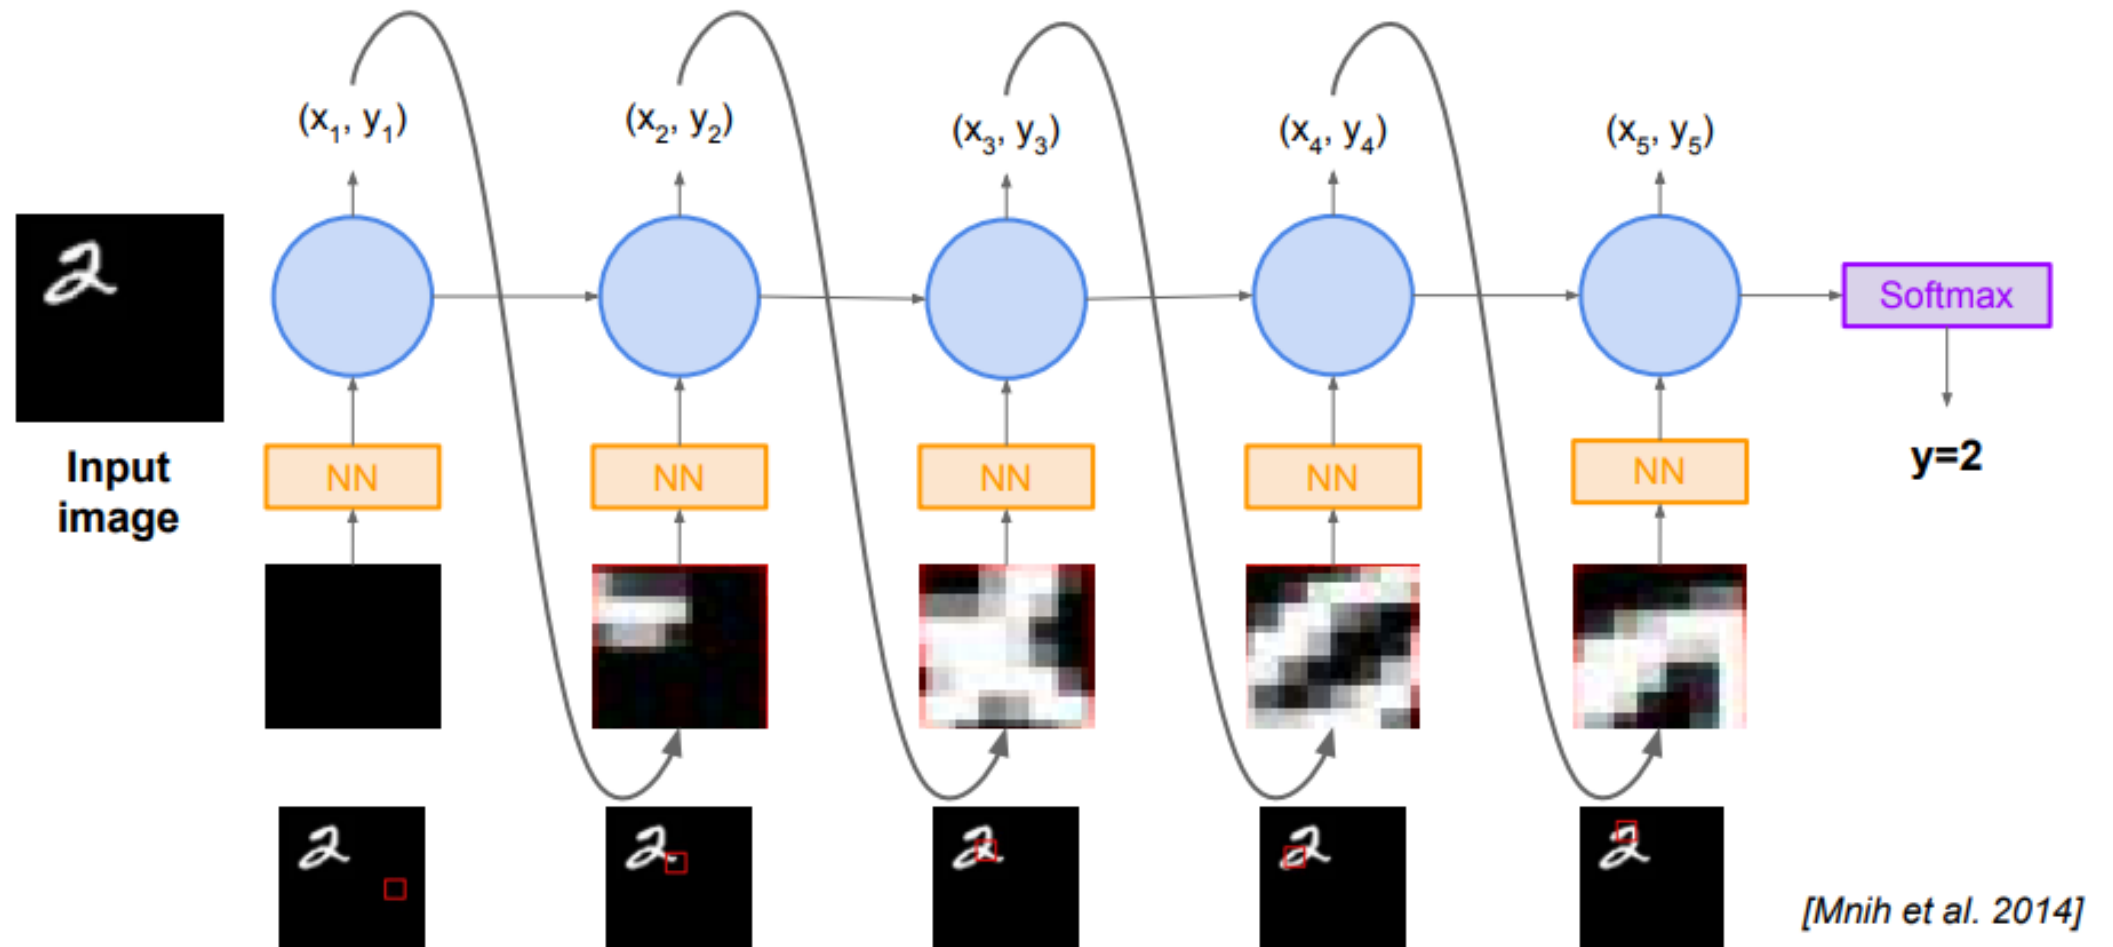 (x1, y1)
(x2, y2)
(x3, y3)
(x4, y4)
(x5, y5)
Softmax
Input
image
NN
NN
NN
NN
NN
y=2
[Mnih et al. 2014]